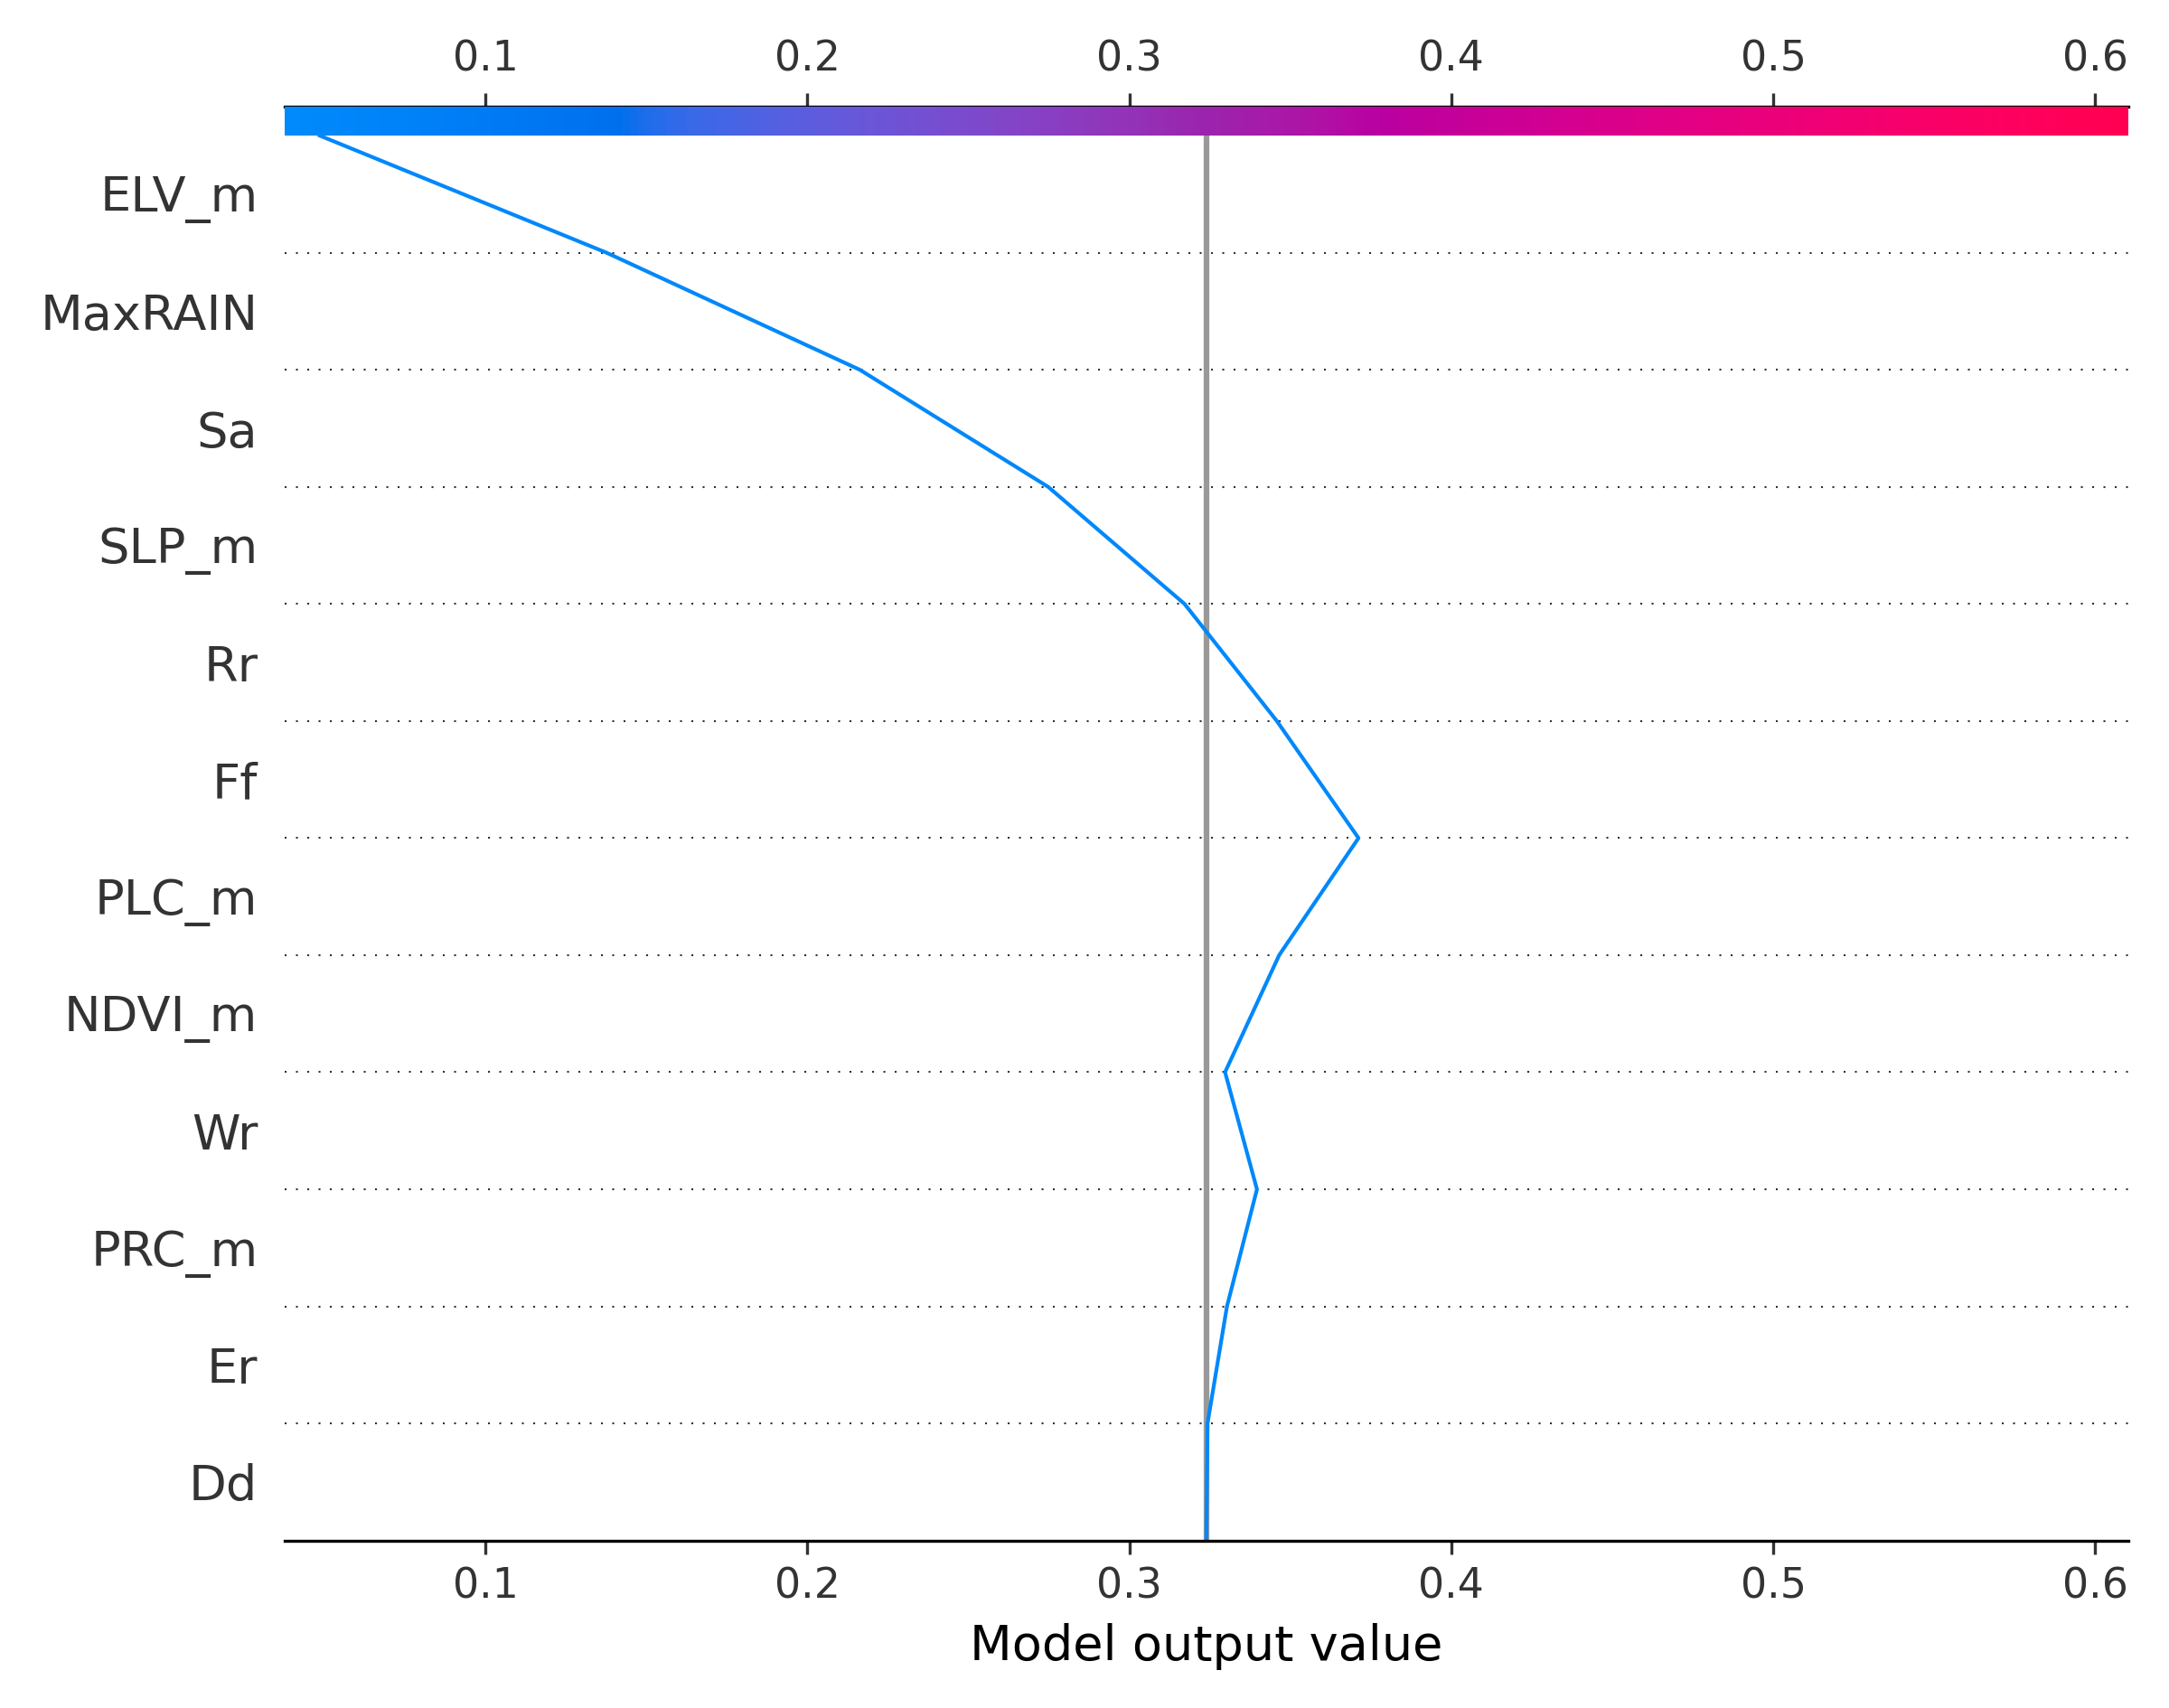 0.1 0.2 0.3 0.4 0.5 0.6
ELV_m
MaxRAIN
Sa
SLP_m
Rr
Ff
PLC_m
NDVI_m
Wr
PRC_m
Er
Dd
0.1 0.2 0.3 0.4 0.5 0.6
Model output value